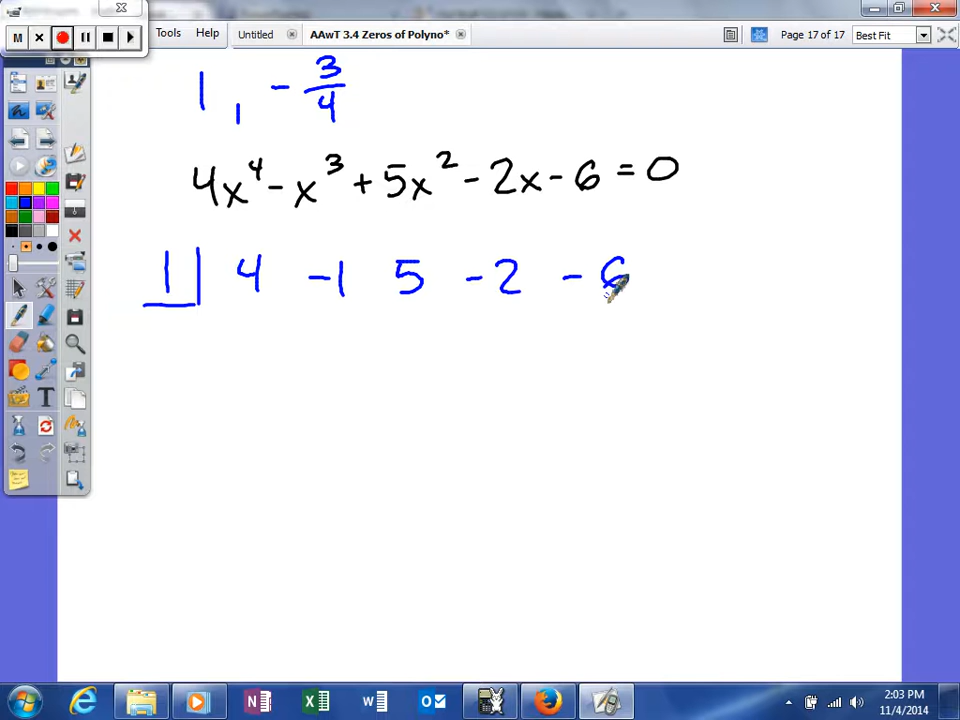 M
Tools Help Untitled AAwT 3.4 Zeros of Polyno* Page 17 of 17 Best Fit
1, -3/4
4x⁴ - x³ + 5x² - 2x - 6 = 0
1| 4 -1 5 -2 -6
T
N X W O
2:03 PM
11/4/2014